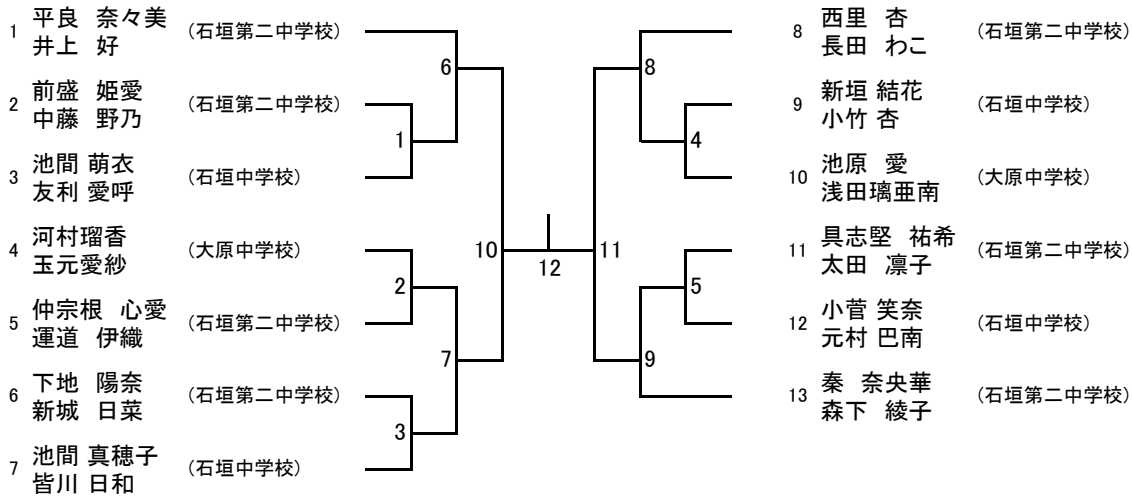 1 平良 奈々美 (石垣第二中学校)
井上 好
2 前盛 姫愛 (石垣第二中学校)
中藤 野乃
3 池間 萌衣 (石垣中学校)
友利 愛呼
4 河村瑠香 (大原中学校)
玉元愛紗
5 仲宗根 心愛 (石垣第二中学校)
運道 伊織
6 下地 陽奈 (石垣第二中学校)
新城 日菜
7 池間 真穂子 (石垣中学校)
皆川 日和
6
1
2
7
3
10
12
11
8
4
5
9
8 西里 杏 (石垣第二中学校)
長田 わこ
9 新垣 結花 (石垣中学校)
小竹 杏
10 池原 愛 (大原中学校)
浅田璃亜南
11 具志堅 祐希 (石垣第二中学校)
太田 凛子
12 小菅 笑奈 (石垣中学校)
元村 巴南
13 秦 奈央華 (石垣第二中学校)
森下 綾子